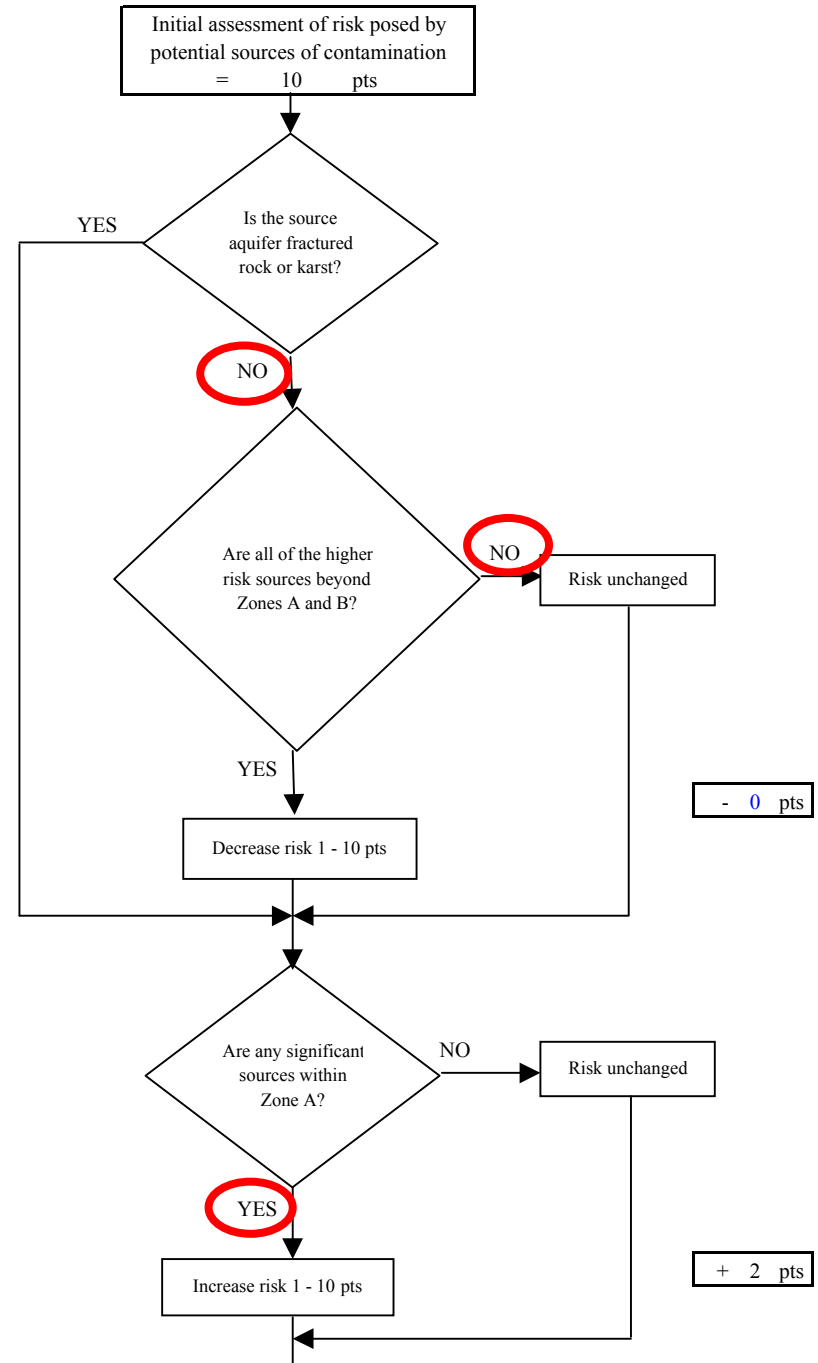 Initial assessment of risk posed by
potential sources of contamination
= 10 pts
YES
Is the source
aquifer fractured
rock or karst?
NO
Are all of the higher
risk sources beyond
Zones A and B?
NO
Risk unchanged
YES
- 0 pts
Decrease risk 1 - 10 pts
Are any significant
sources within
Zone A?
NO
Risk unchanged
YES
Increase risk 1 - 10 pts
+ 2 pts